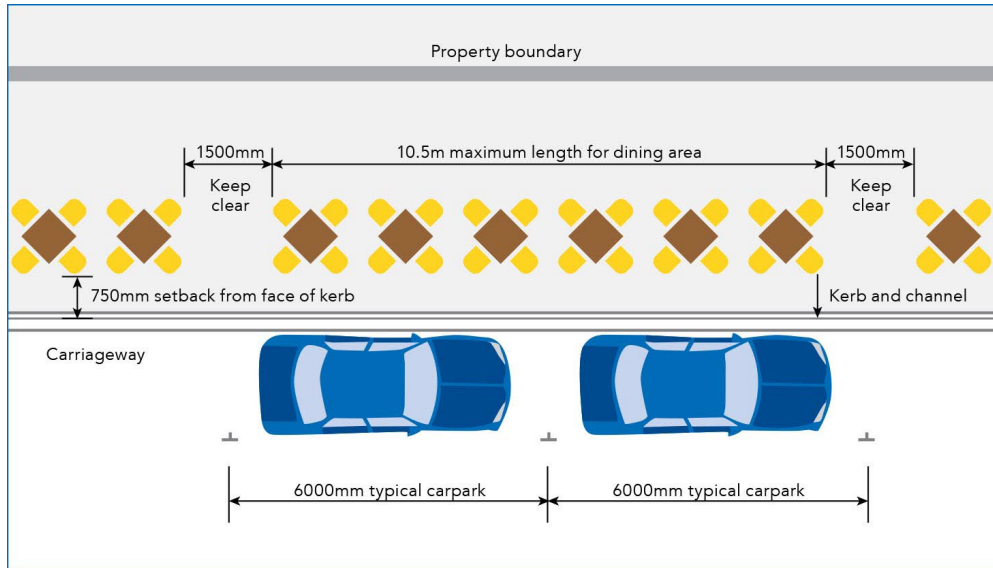 Property boundary
1500mm
10.5m maximum length for dining area
1500mm
Keep
clear
Keep
clear
750mm setback from face of kerb
Kerb and channel
Carriageway
6000mm typical carpark
6000mm typical carpark